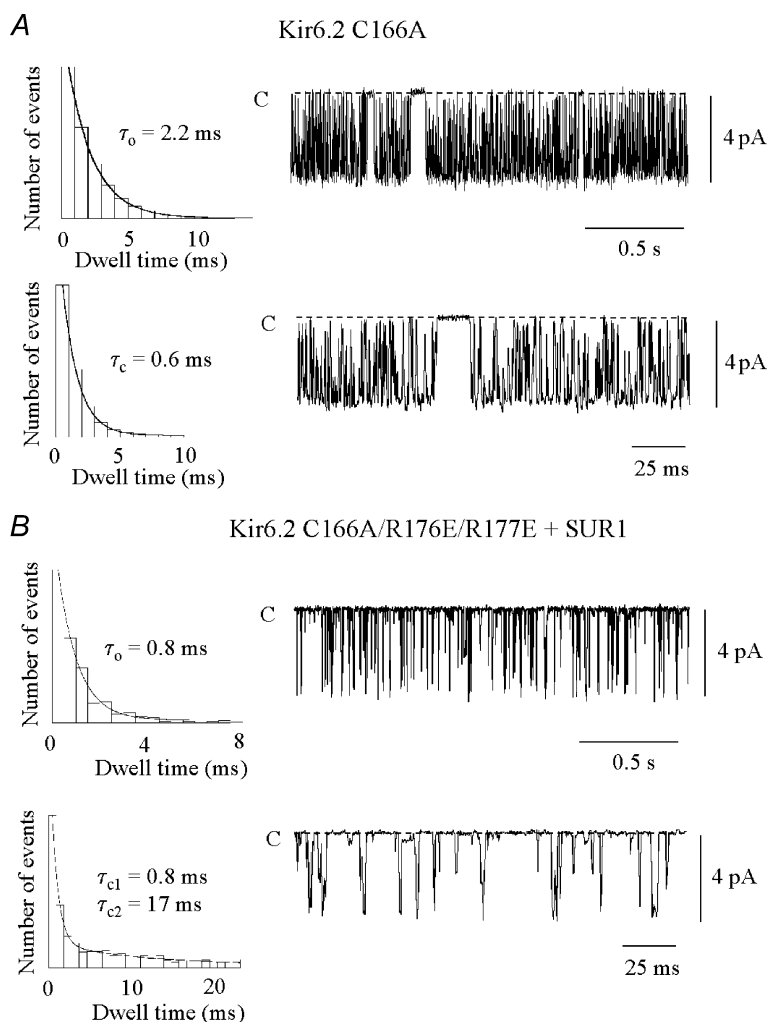 A
Kir6.2 C166A
Number of events
τo = 2.2 ms
0 5 10
Dwell time (ms)
C
4 pA
0.5 s
Number of events
τc = 0.6 ms
0 5 10
Dwell time (ms)
C
4 pA
25 ms
B
Kir6.2 C166A/R176E/R177E + SUR1
Number of events
τo = 0.8 ms
0 4 8
Dwell time (ms)
C
4 pA
0.5 s
Number of events
τc1 = 0.8 ms
τc2 = 17 ms
0 10 20
Dwell time (ms)
C
4 pA
25 ms